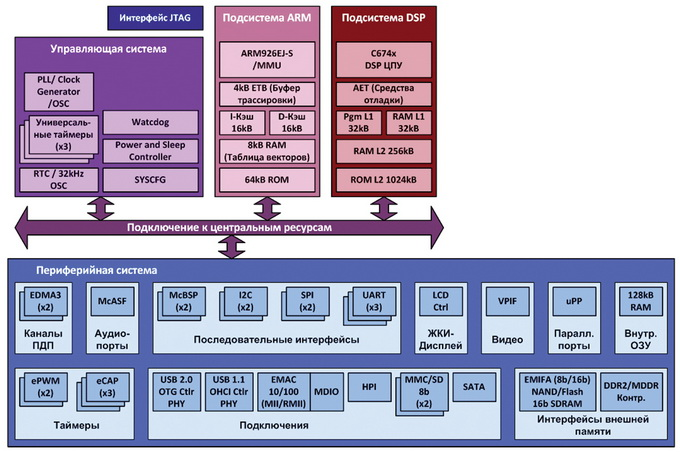 Интерфейс JTAG
Управляющая система
PLL/ Clock
Generator
/OSC
Универсаль-
ные таймеры
(x3)
RTC / 32kHz
OSC
Watcdog
Power and Sleep
Controller
SYSCFG
Подсистема ARM
ARM926EJ-S
/MMU
4kB ETB (Буфер
трассировки)
I-Кэш
16kB
D-Кэш
16kB
8kB RAM
(Таблица векторов)
64kB ROM
Подсистема DSP
C674x
DSP ЦПУ
AET (Средства
отладки)
Pgm L1
32kB
RAM L1
32kB
RAM L2 256kB
ROM L2 1024kB
Подключение к центральным ресурсам
Периферийная система
EDMA3
(x2)
Каналы
ПДП
McASF
Аудио-
порты
McBSP
(x2)
I2C
(x2)
SPI
(x2)
UART
(x3)
Последовательные интерфейсы
LCD
Ctrl
ЖКИ-
Дисплей
VPIF
Видео
uPP
Паралл.
порты
128kB
RAM
Внутр.
ОЗУ
ePWM
(x2)
eCAP
(x3)
Таймеры
USB 2.0
OTG Ctlr
PHY
USB 1.1
OHCI Ctlr
PHY
EMAC
10/100
(MII/RMII)
MDIO
HPI
MMC/SD
8b
(x2)
SATA
Подключения
EMIFA (8b/16b)
NAND/Flash
16b SDRAM
DDR2/MDDR
Контр.
Интерфейсы внешней
памяти